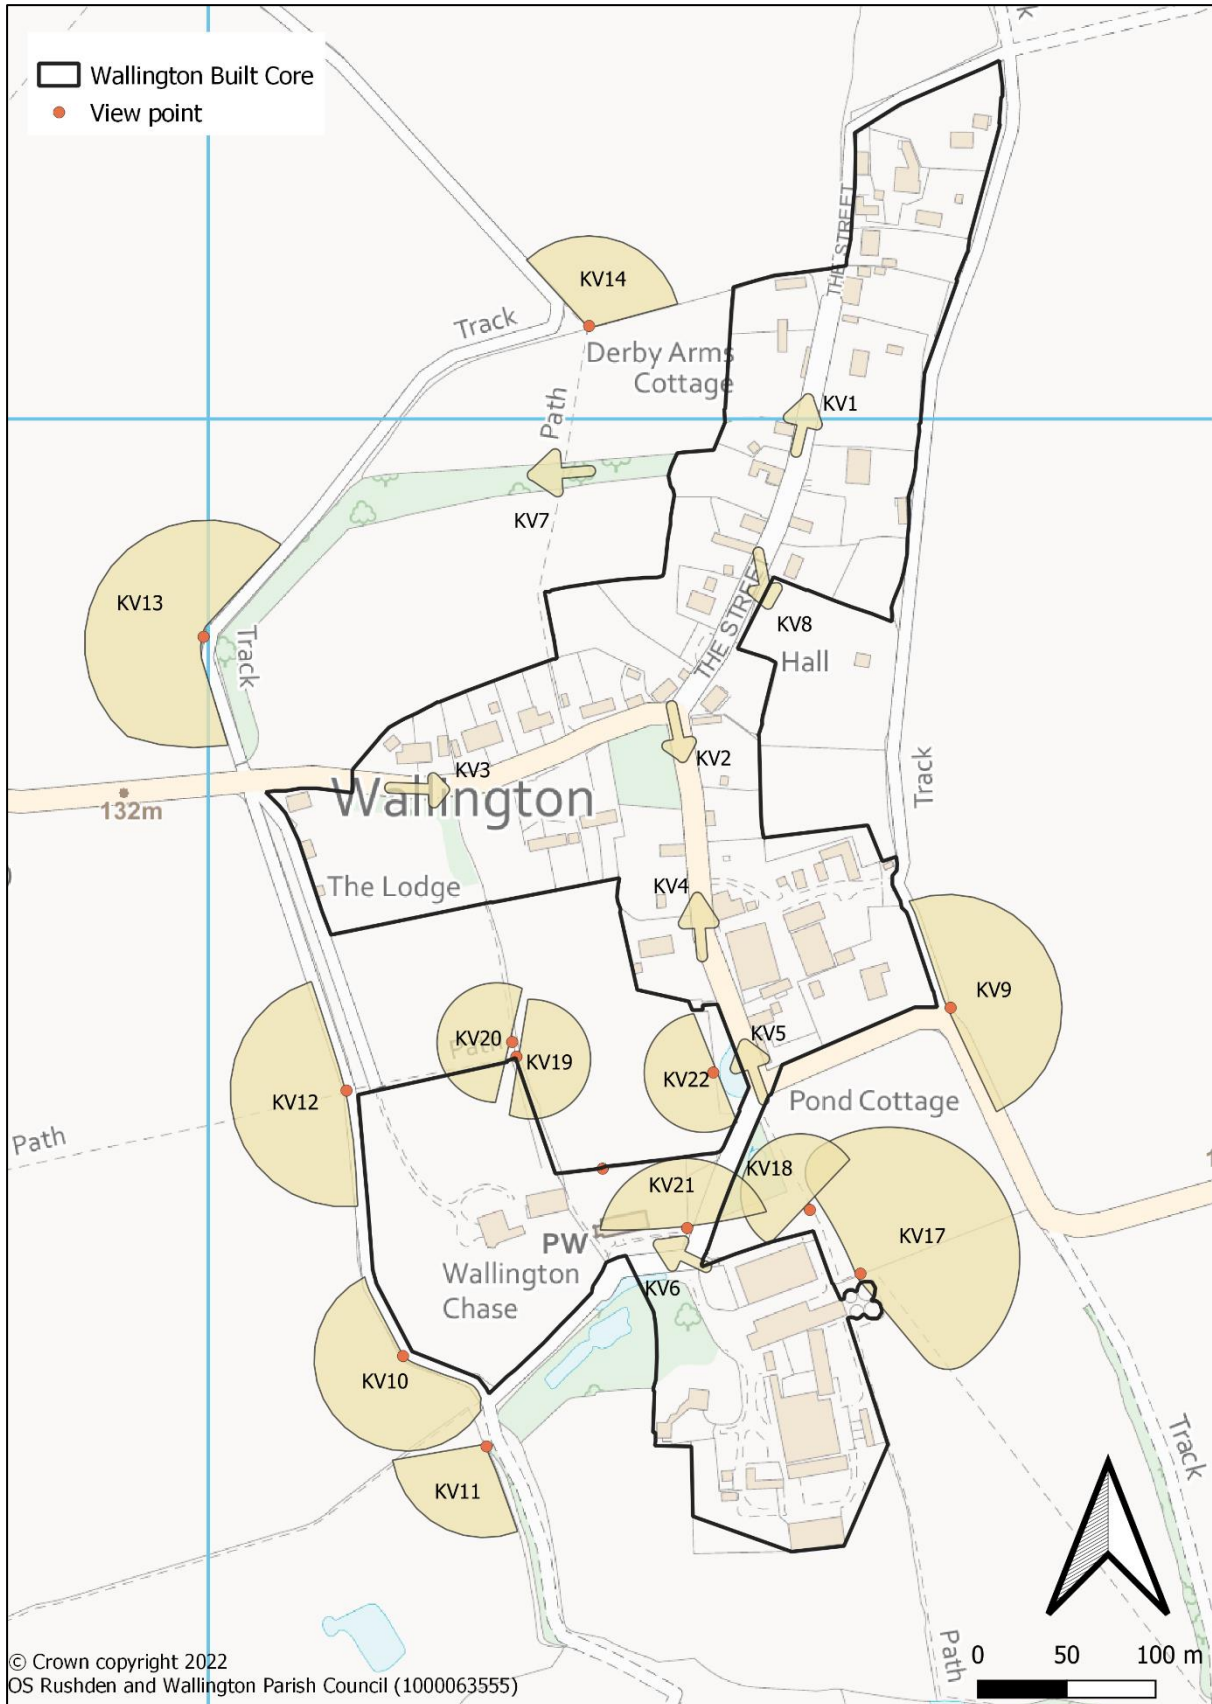 Wallington Built Core
View point
KV14
Track
Derby Arms
Cottage
THE STREET
KV1
Path
KV7
KV13
Track
THE STREET
KV8
Hall
KV2
KV3
Wallington
132m
Track
The Lodge
KV4
KV9
KV20
Path
KV19
KV5
KV22
KV12
Pond Cottage
Path
KV18
KV21
KV17
PW
Wallington
Chase
KV6
KV10
KV11
Track
Path
0 50 100 m
© Crown copyright 2022
OS Rushden and Wallington Parish Council (1000063555)